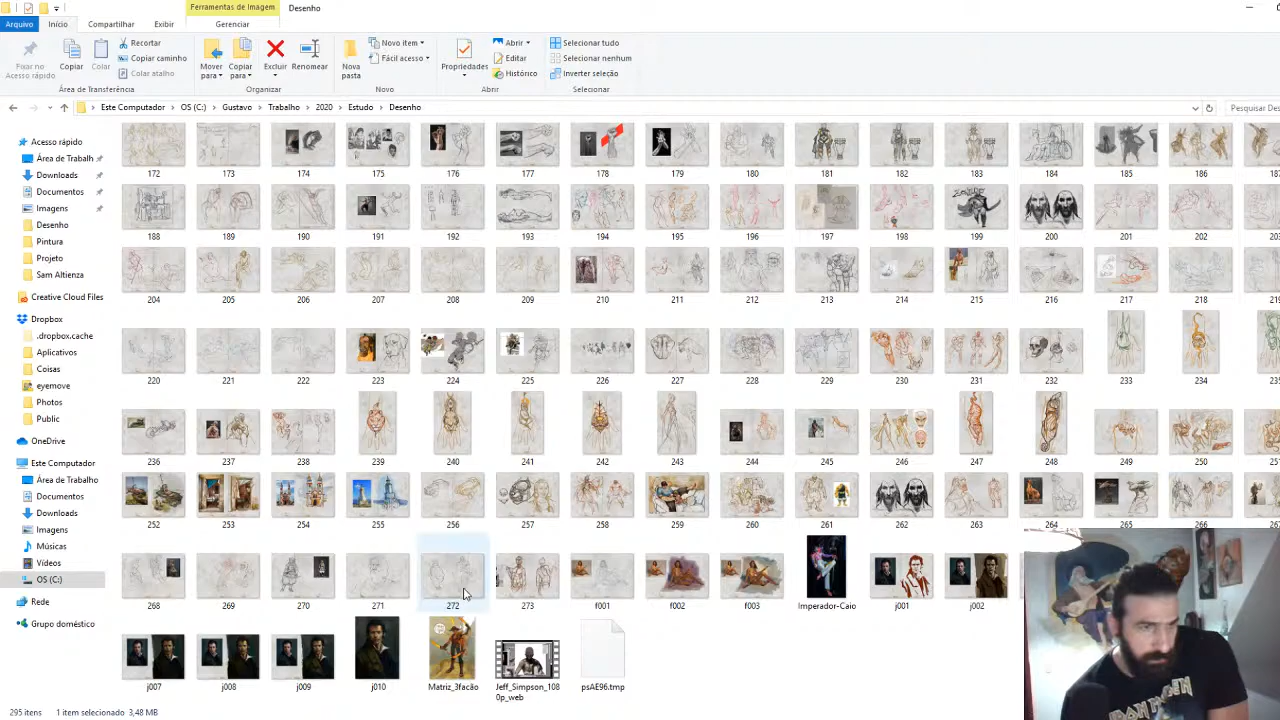 Ferramentas de Imagem
Desenho
Arquivo
Início
Compartilhar
Exibir
Gerenciar
Fixar no Acesso rápido
Copiar
Colar
Recortar
Copiar caminho
Colar atalho
Área de Transferência
Mover para
Copiar para
Excluir
Renomear
Organizar
Nova pasta
Novo item
Fácil acesso
Novo
Propriedades
Abrir
Editar
Histórico
Abrir
Selecionar tudo
Selecionar nenhum
Inverter seleção
Selecionar
Este Computador > OS (C:) > Gustavo > Trabalho > 2020 > Estudo > Desenho
Pesquisar Des
Acesso rápido
Área de Trabalh
Downloads
Documentos
Imagens
Desenho
Pintura
Projeto
Sam Altienza
Creative Cloud Files
Dropbox
.dropbox.cache
Aplicativos
Coisas
eyemove
Photos
Public
OneDrive
Este Computador
Área de Trabalho
Documentos
Downloads
Imagens
Músicas
Vídeos
OS (C:)
Rede
Grupo doméstico
172 173 174 175 176 177 178 179 180 181 182 183 184 185 186 187
188 189 190 191 192 193 194 195 196 197 198 199 200 201 202 203
204 205 206 207 208 209 210 211 212 213 214 215 216 217 218 219
220 221 222 223 224 225 226 227 228 229 230 231 232 233 234 235
236 237 238 239 240 241 242 243 244 245 246 247 248 249 250 251
252 253 254 255 256 257 258 259 260 261 262 263 264 265 266
268 269 270 271 272 273 f001 f002 f003 Imperador-Caio j001 j002
j007 j008 j009 j010 Matriz_3facão Jeff_Simpson_1080p_web psAE96.tmp
295 itens
1 item selecionado 3,48 MB
MAIDEN